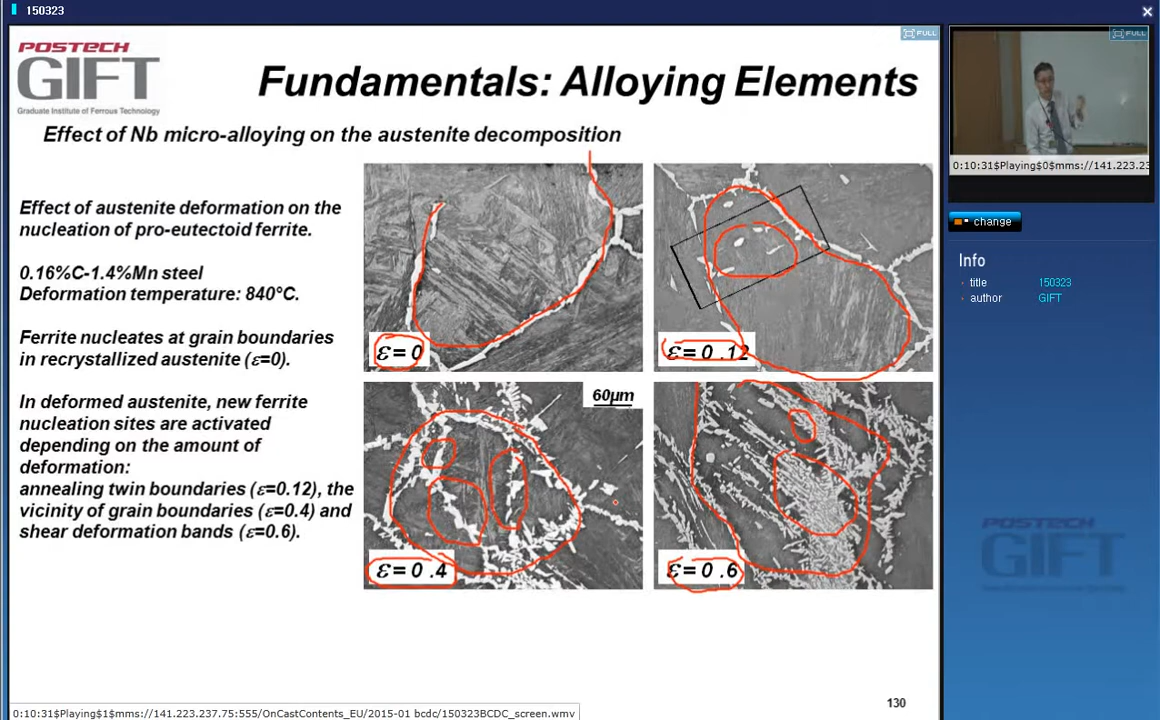 150323
POSTECH
GIFT
Graduate Institute of Ferrous Technology
Fundamentals: Alloying Elements
Effect of Nb micro-alloying on the austenite decomposition
Effect of austenite deformation on the
nucleation of pro-eutectoid ferrite.
0.16%C-1.4%Mn steel
Deformation temperature: 840°C.
Ferrite nucleates at grain boundaries
in recrystallized austenite (ε=0).
In deformed austenite, new ferrite
nucleation sites are activated
depending on the amount of
deformation:
annealing twin boundaries (ε=0.12), the
vicinity of grain boundaries (ε=0.4) and
shear deformation bands (ε=0.6).
ε = 0
ε = 0 .12
60μm
ε = 0 .4
ε = 0 .6
130
0:10:31$Playing$1$mms://141.223.237.75:555/OnCastContents_EU/2015-01 bcdc/150323BCDC_screen.wmv
FULL
FULL
0:10:31$Playing$0$mms://141.223.23
change
Info
title 150323
author GIFT
POSTECH
GIFT